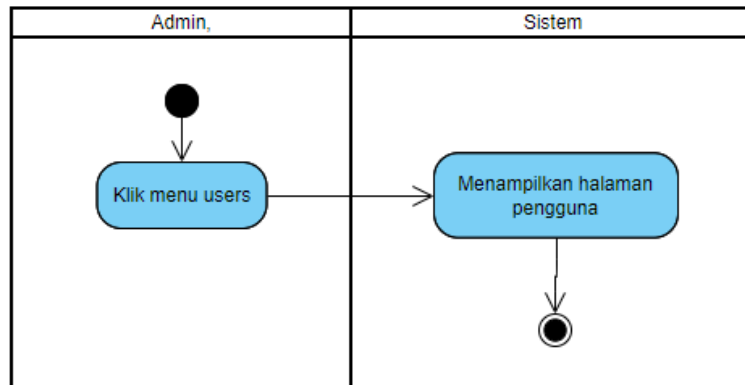 Admin,
Sistem
Klik menu users
Menampilkan halaman
pengguna